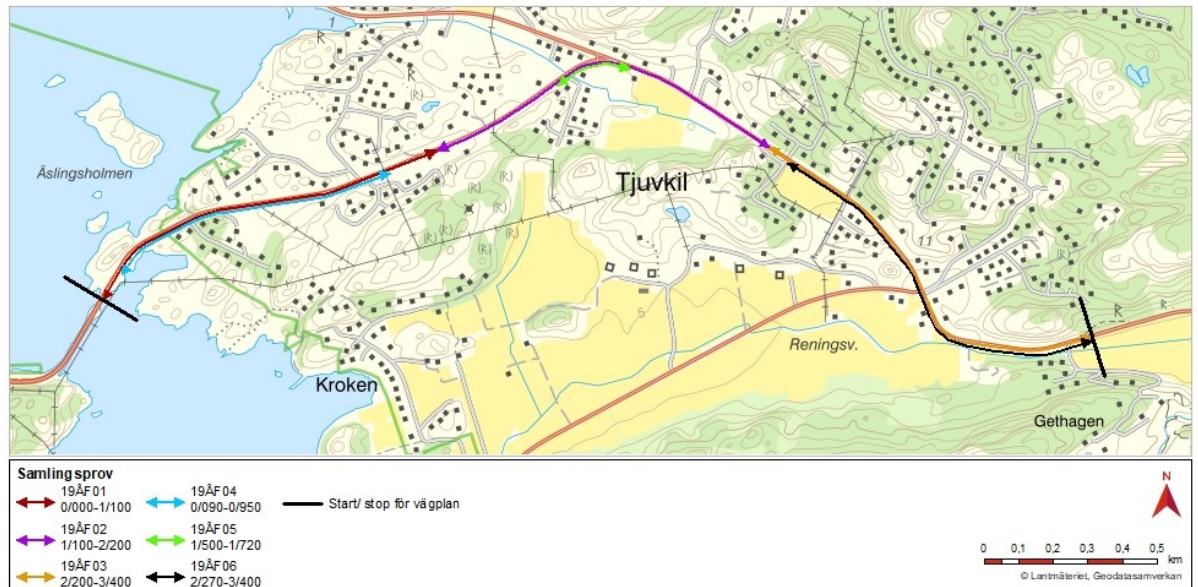 1
R
R
(R)
(R)
Äslingsholmen
Tjuvkil
(R)
(R)
(R)
(R)
(R)
(R)
11
(R)
6
Reningsv.
R
R
Kroken
Gethagen
Samlingsprov
19ÅF01
0/000-1/100
19ÅF04
0/090-0/950
Start/ stop för vägplan
19ÅF02
1/100-2/200
19ÅF05
1/500-1/720
19ÅF03
2/200-3/400
19ÅF06
2/270-3/400
N
0 0,1 0,2 0,3 0,4 0,5
km
© Lantmäteriet, Geodatasamverkan